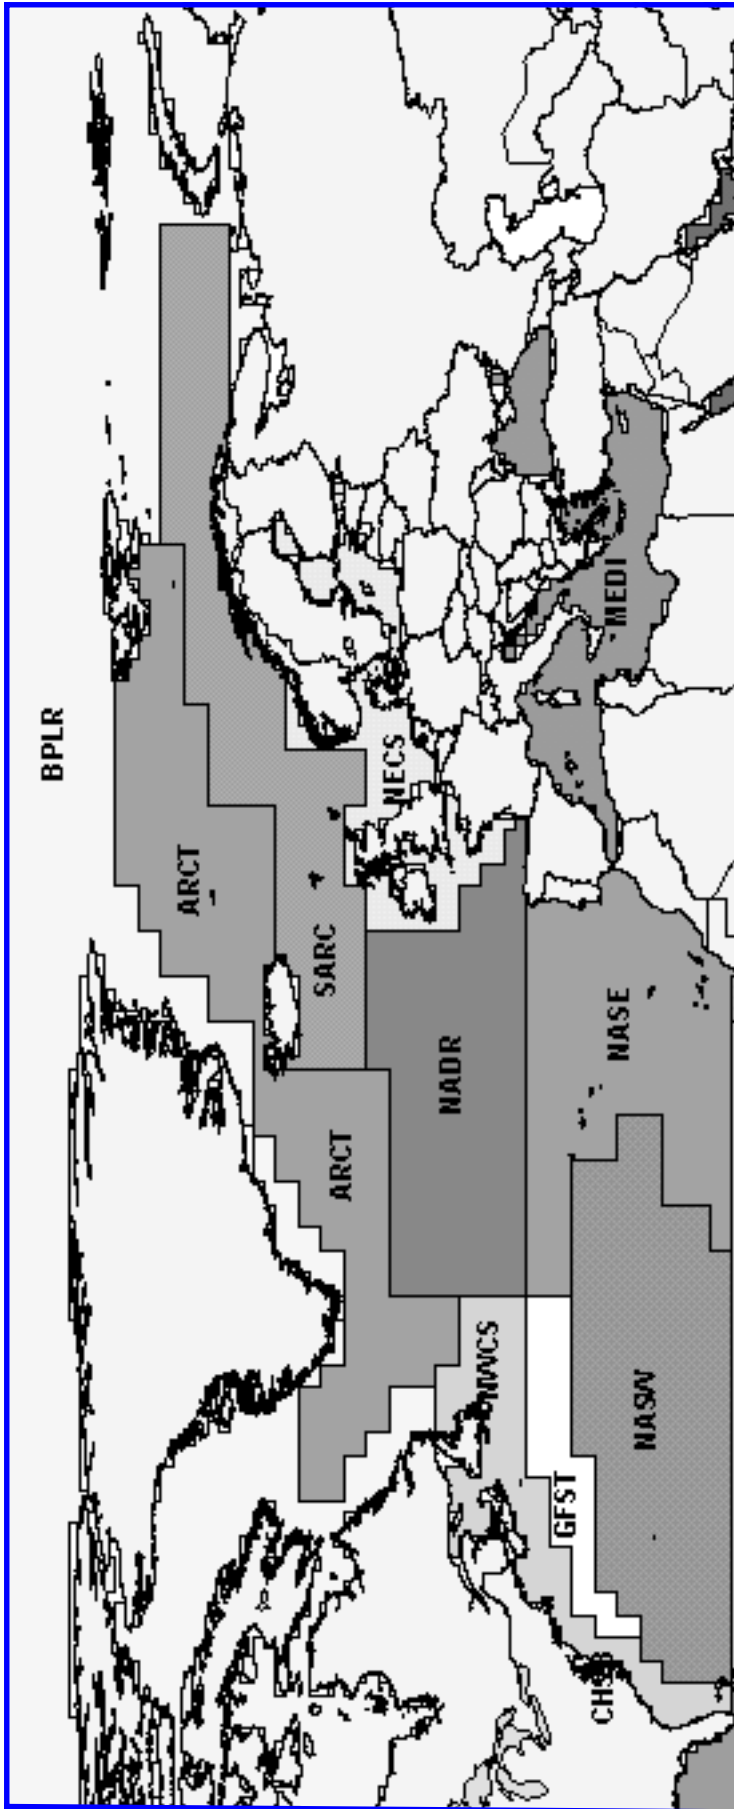 BPLR
ARCT
SARC
NECS
MEDI
NADR
NASE
ARCT
NWCS
NASW
GFST
CHSB